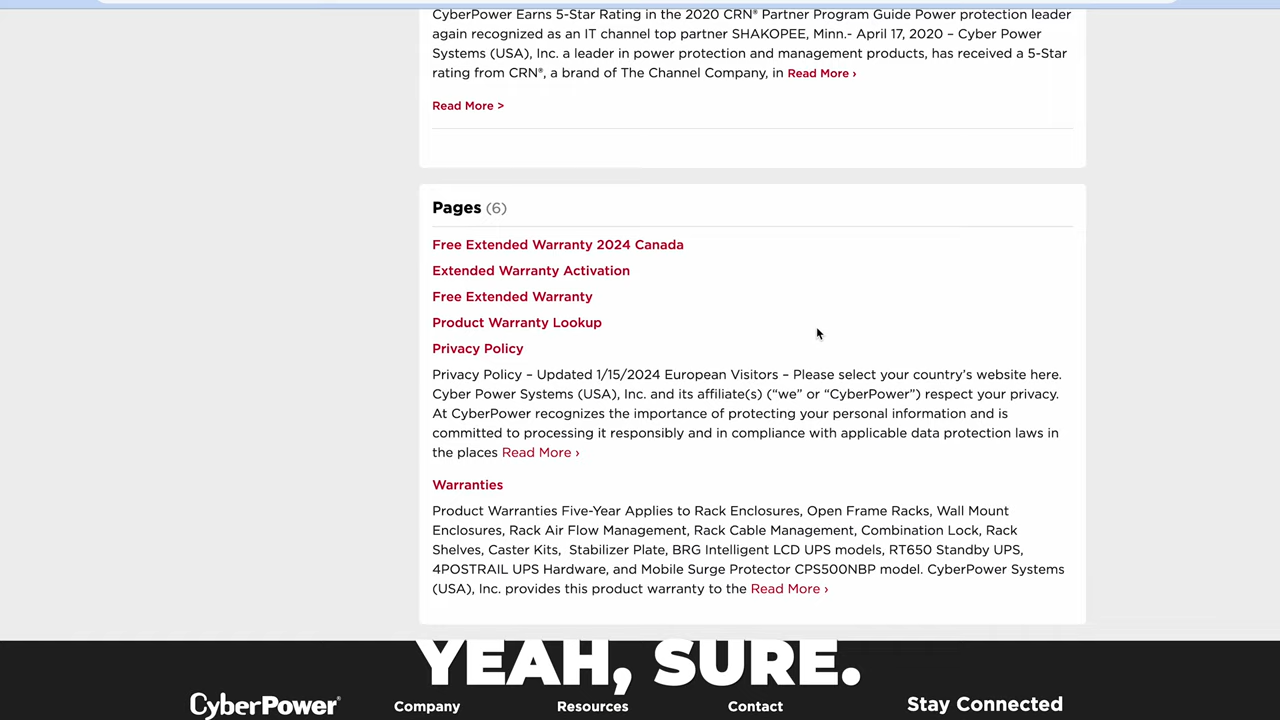 CyberPower Earns 5-Star Rating in the 2020 CRN® Partner Program Guide Power protection leader
again recognized as an IT channel top partner SHAKOPEE, Minn.- April 17, 2020 – Cyber Power
Systems (USA), Inc. a leader in power protection and management products, has received a 5-Star
rating from CRN®, a brand of The Channel Company, in Read More ›
Read More >
Pages (6)
Free Extended Warranty 2024 Canada
Extended Warranty Activation
Free Extended Warranty
Product Warranty Lookup
Privacy Policy
Privacy Policy – Updated 1/15/2024 European Visitors – Please select your country's website here.
Cyber Power Systems (USA), Inc. and its affiliate(s) (“we” or “CyberPower”) respect your privacy.
At CyberPower recognizes the importance of protecting your personal information and is
committed to processing it responsibly and in compliance with applicable data protection laws in
the places Read More ›
Warranties
Product Warranties Five-Year Applies to Rack Enclosures, Open Frame Racks, Wall Mount
Enclosures, Rack Air Flow Management, Rack Cable Management, Combination Lock, Rack
Shelves, Caster Kits,  Stabilizer Plate, BRG Intelligent LCD UPS models, RT650 Standby UPS,
4POSTRAIL UPS Hardware, and Mobile Surge Protector CPS500NBP model. CyberPower Systems
(USA), Inc. provides this product warranty to the Read More ›
YEAH, SURE.
CyberPower® Company Resources Contact Stay Connected